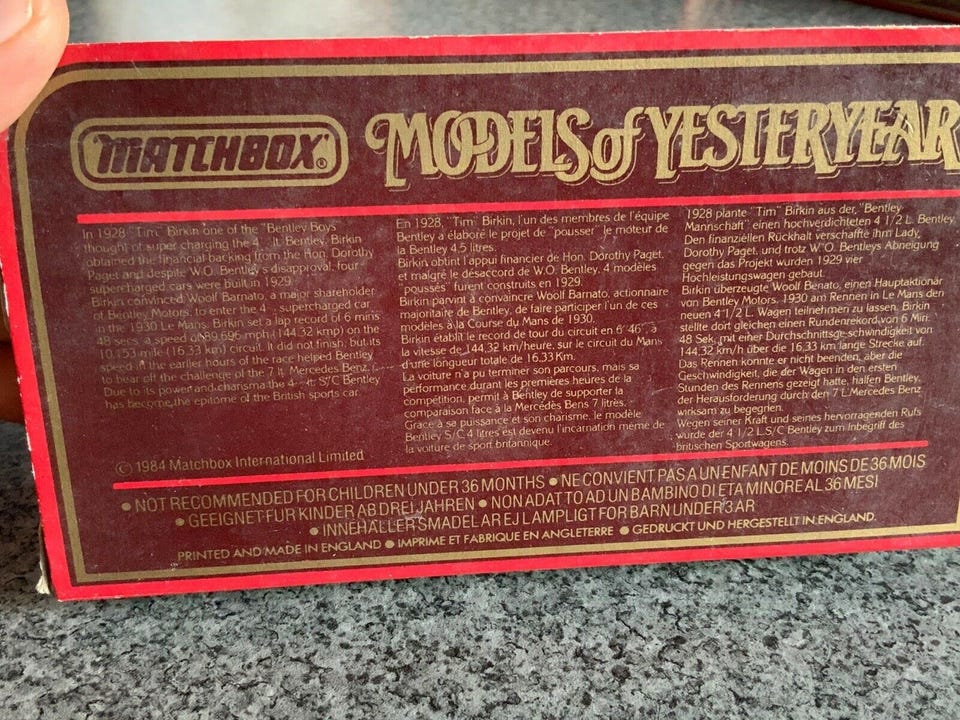 MATCHBOX®
MODELS of YESTERYEAR
In 1928 "Tim" Birkin one of the "Bentley Boys"
thought of super charging the 4 lt. Bentley. Birkin
obtained the financial backing from the Hon. Dorothy
Paget and despite W.O. Bentley's disapproval, four
supercharged cars were built in 1929.
Birkin convinced Woolf Barnato, a major shareholder
of Bentley Motors, to enter the 4 supercharged car
in the 1930 Le Mans. Birkin set a lap record of 6 mins
48 secs, a speed of 89.696 mph (144.32 kmp) on the
10.153 mile (16.33 km) circuit. It did not finish, but its
speed in the earlier hours of the race helped Bentley
to bear off the challenge of the 7 lt. Mercedes Benz.
Due to its power and charisma the 4 lt. S/C Bentley
has become the epitome of the British sports car.
© 1984 Matchbox International Limited
En 1928, "Tim" Birkin, l'un des membres de l'équipe
Bentley a élaboré le projet de "pousser" le moteur de
la Bentley 4.5 litres.
Birkin obtint l'appui financier de Hon. Dorothy Paget,
et malgré le désaccord de W.O. Bentley, 4 modèles
"poussés" furent construits en 1929.
Birkin parvint à convaincre Woolf Barnato, actionnaire
majoritaire de Bentley, de faire participer l'un de ces
modèles à la Course du Mans de 1930.
Birkin établit le record de tour du circuit en 6' 46", à
la vitesse de 144,32 km/heure, sur le circuit du Mans
d'une longueur totale de 16.33 Km.
La voiture n'a pu terminer son parcours, mais sa
performance durant les premières heures de la
compétition, permit à Bentley de supporter la
comparaison face à la Mercédès Bens 7 litres.
Grace à sa puissance et son charisme, le modèle
Bentley S/C 4 litres est devenu l'incarnation meme de
la voiture de sport britannique.
1928 plante "Tim" Birkin aus der "Bentley
Mannschaft" einen hochverdichteten 4 1/2 L. Bentley.
Den finanziellen Rückhalt verschaffte ihm Lady
Dorothy Paget, und trotz W.O. Bentleys Abneigung
gegen das Projekt wurden 1929 vier
Hochleistungswagen gebaut.
Birkin überzeugte Woolf Benato, einen Hauptaktionär
von Bentley Motors, 1930 am Rennen in Le Mans den
neuen 4 1/2 L. Wagen teilnehmen zu lassen. Birkin
stellte dort gleichen einen Rundenrekord von 6 Min.
48 Sek. mit einer Durchschnittsgeschwindigkeit von
144,32 km/h über die 16,33 km lange Strecke auf.
Das Rennen konnte er nicht beenden, aber die
Geschwindigkeit, die der Wagen in den ersten
Stunden des Rennens gezeigt hatte, halfen Bentley,
der Herausforderung durch den 7 L/Mercedes Benz
wirksam zu begegnen.
Wegen seiner Kraft und seines hervorragenden Rufs
wurde der 4 1/2 L.S/C Bentley zum Inbegriff des
britischen Sportwagens.
• NOT RECOMMENDED FOR CHILDREN UNDER 36 MONTHS • NE CONVIENT PAS A UN ENFANT DE MOINS DE 36 MOIS
• GEEIGNET FUR KINDER AB DREI JAHREN • NON ADATTO AD UN BAMBINO DI ETA MINORE AL 36 MESI
• INNEHALLER SMADELAR EJ LAMPLIGT FOR BARN UNDER 3 AR
PRINTED AND MADE IN ENGLAND • IMPRIME ET FABRIQUE EN ANGLETERRE • GEDRUCKT UND HERGESTELLT IN ENGLAND.